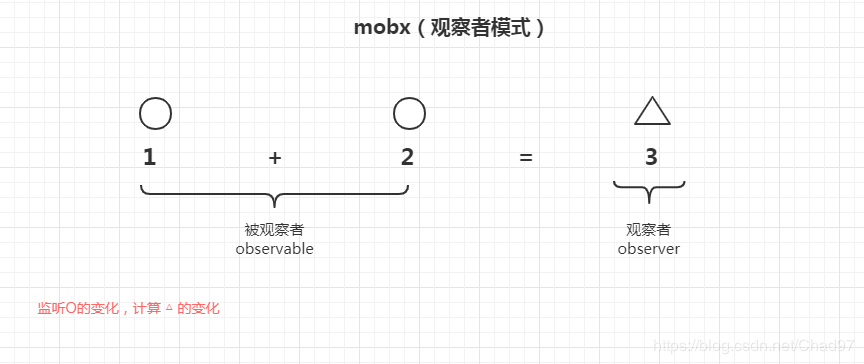 mobx（观察者模式）
1 + 2 = 3
被观察者 观察者
observable observer
监听O的变化，计算△的变化
https://blog.csdn.net/Chad97